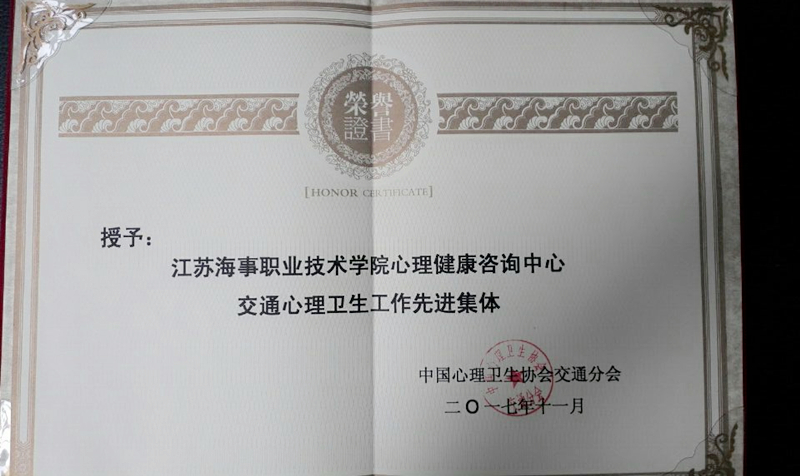 榮譽
證書
[HONOR CERTIFICATE]
授予：
江苏海事职业技术学院心理健康咨询中心
交通心理卫生工作先进集体
中国心理卫生协会交通分会
二〇一七年十一月